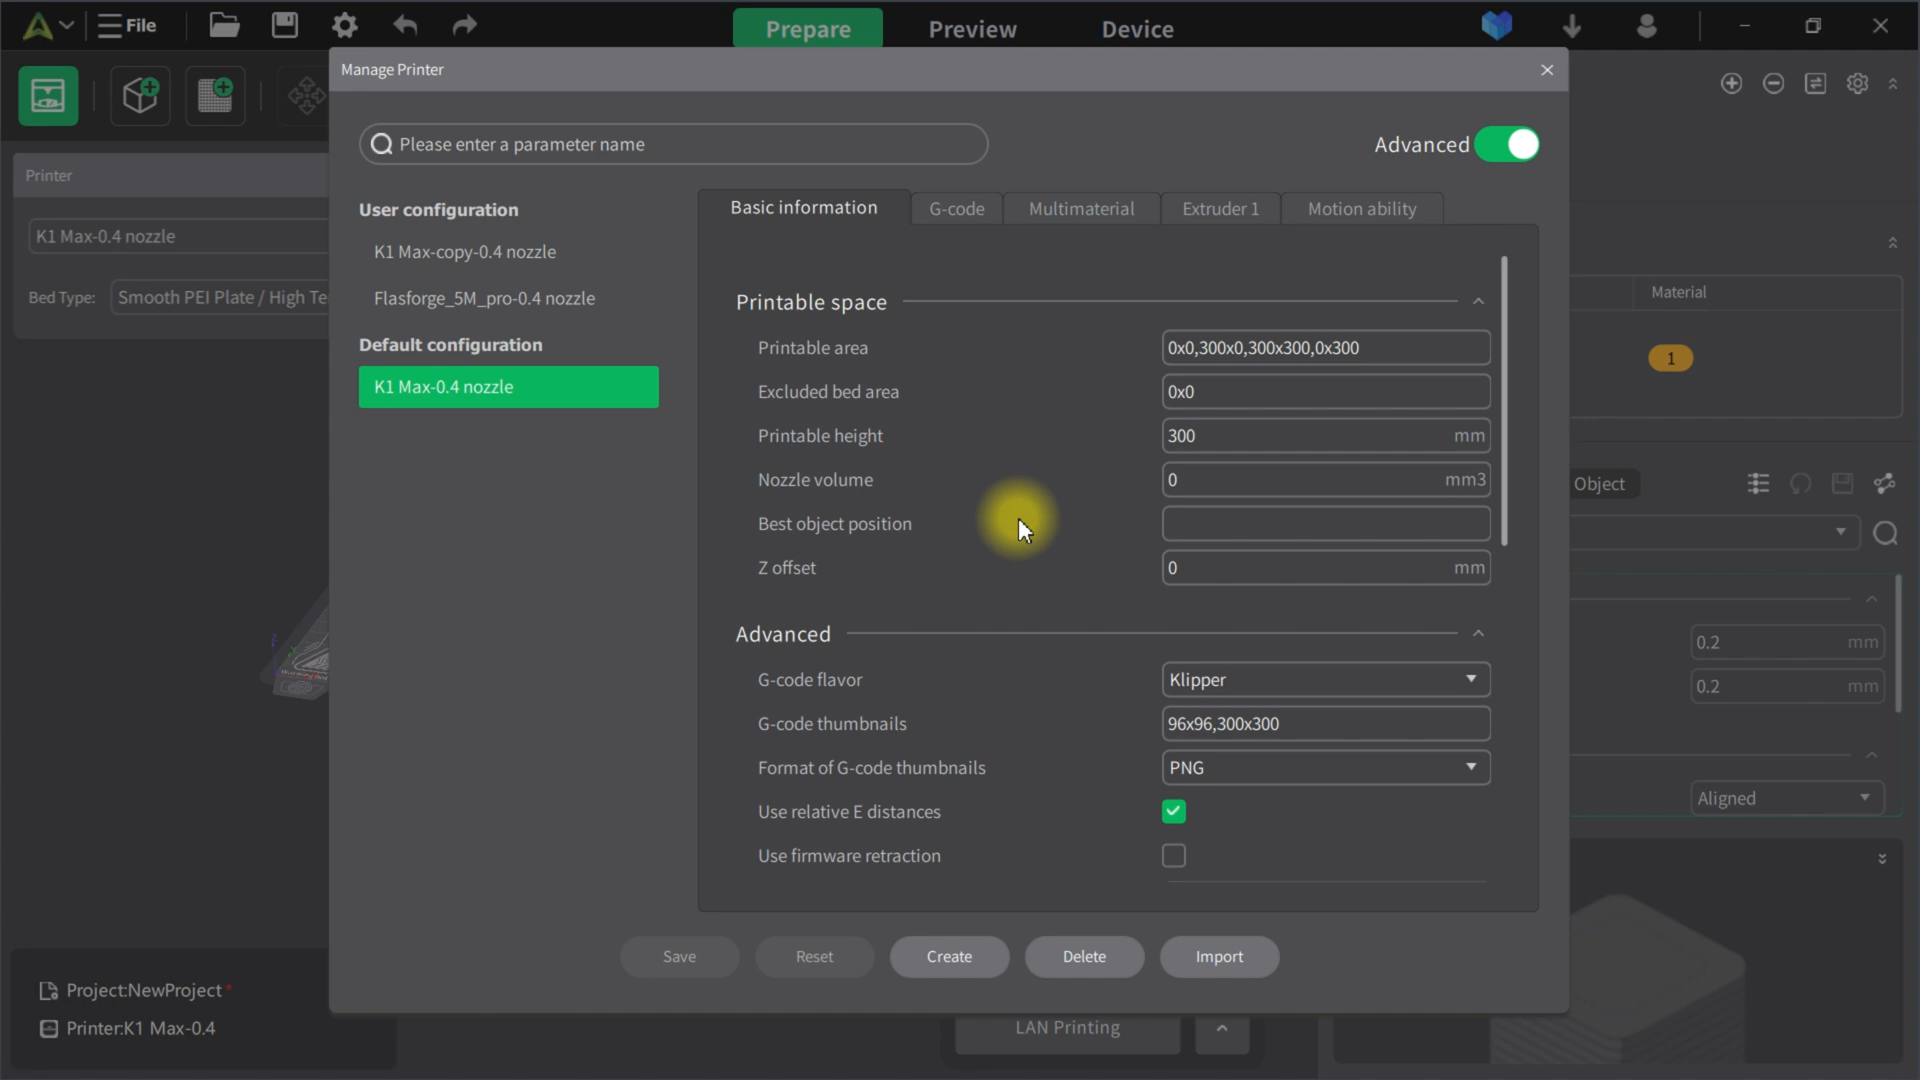 File
Prepare
Preview
Device
Manage Printer
Please enter a parameter name
Advanced
Printer
K1 Max-0.4 nozzle
Bed Type:
Smooth PEI Plate / High Te
User configuration
K1 Max-copy-0.4 nozzle
Flasforge_5M_pro-0.4 nozzle
Default configuration
K1 Max-0.4 nozzle
Basic information
G-code
Multimaterial
Extruder 1
Motion ability
Printable space
Printable area
0x0,300x0,300x300,0x300
Excluded bed area
0x0
Printable height
300 mm
Nozzle volume
0 mm3
Best object position
Z offset
0 mm
Advanced
G-code flavor
Klipper
G-code thumbnails
96x96,300x300
Format of G-code thumbnails
PNG
Use relative E distances
Use firmware retraction
Save
Reset
Create
Delete
Import
Material
1
Object
0.2 mm
0.2 mm
Aligned
Project:NewProject *
Printer:K1 Max-0.4
LAN Printing